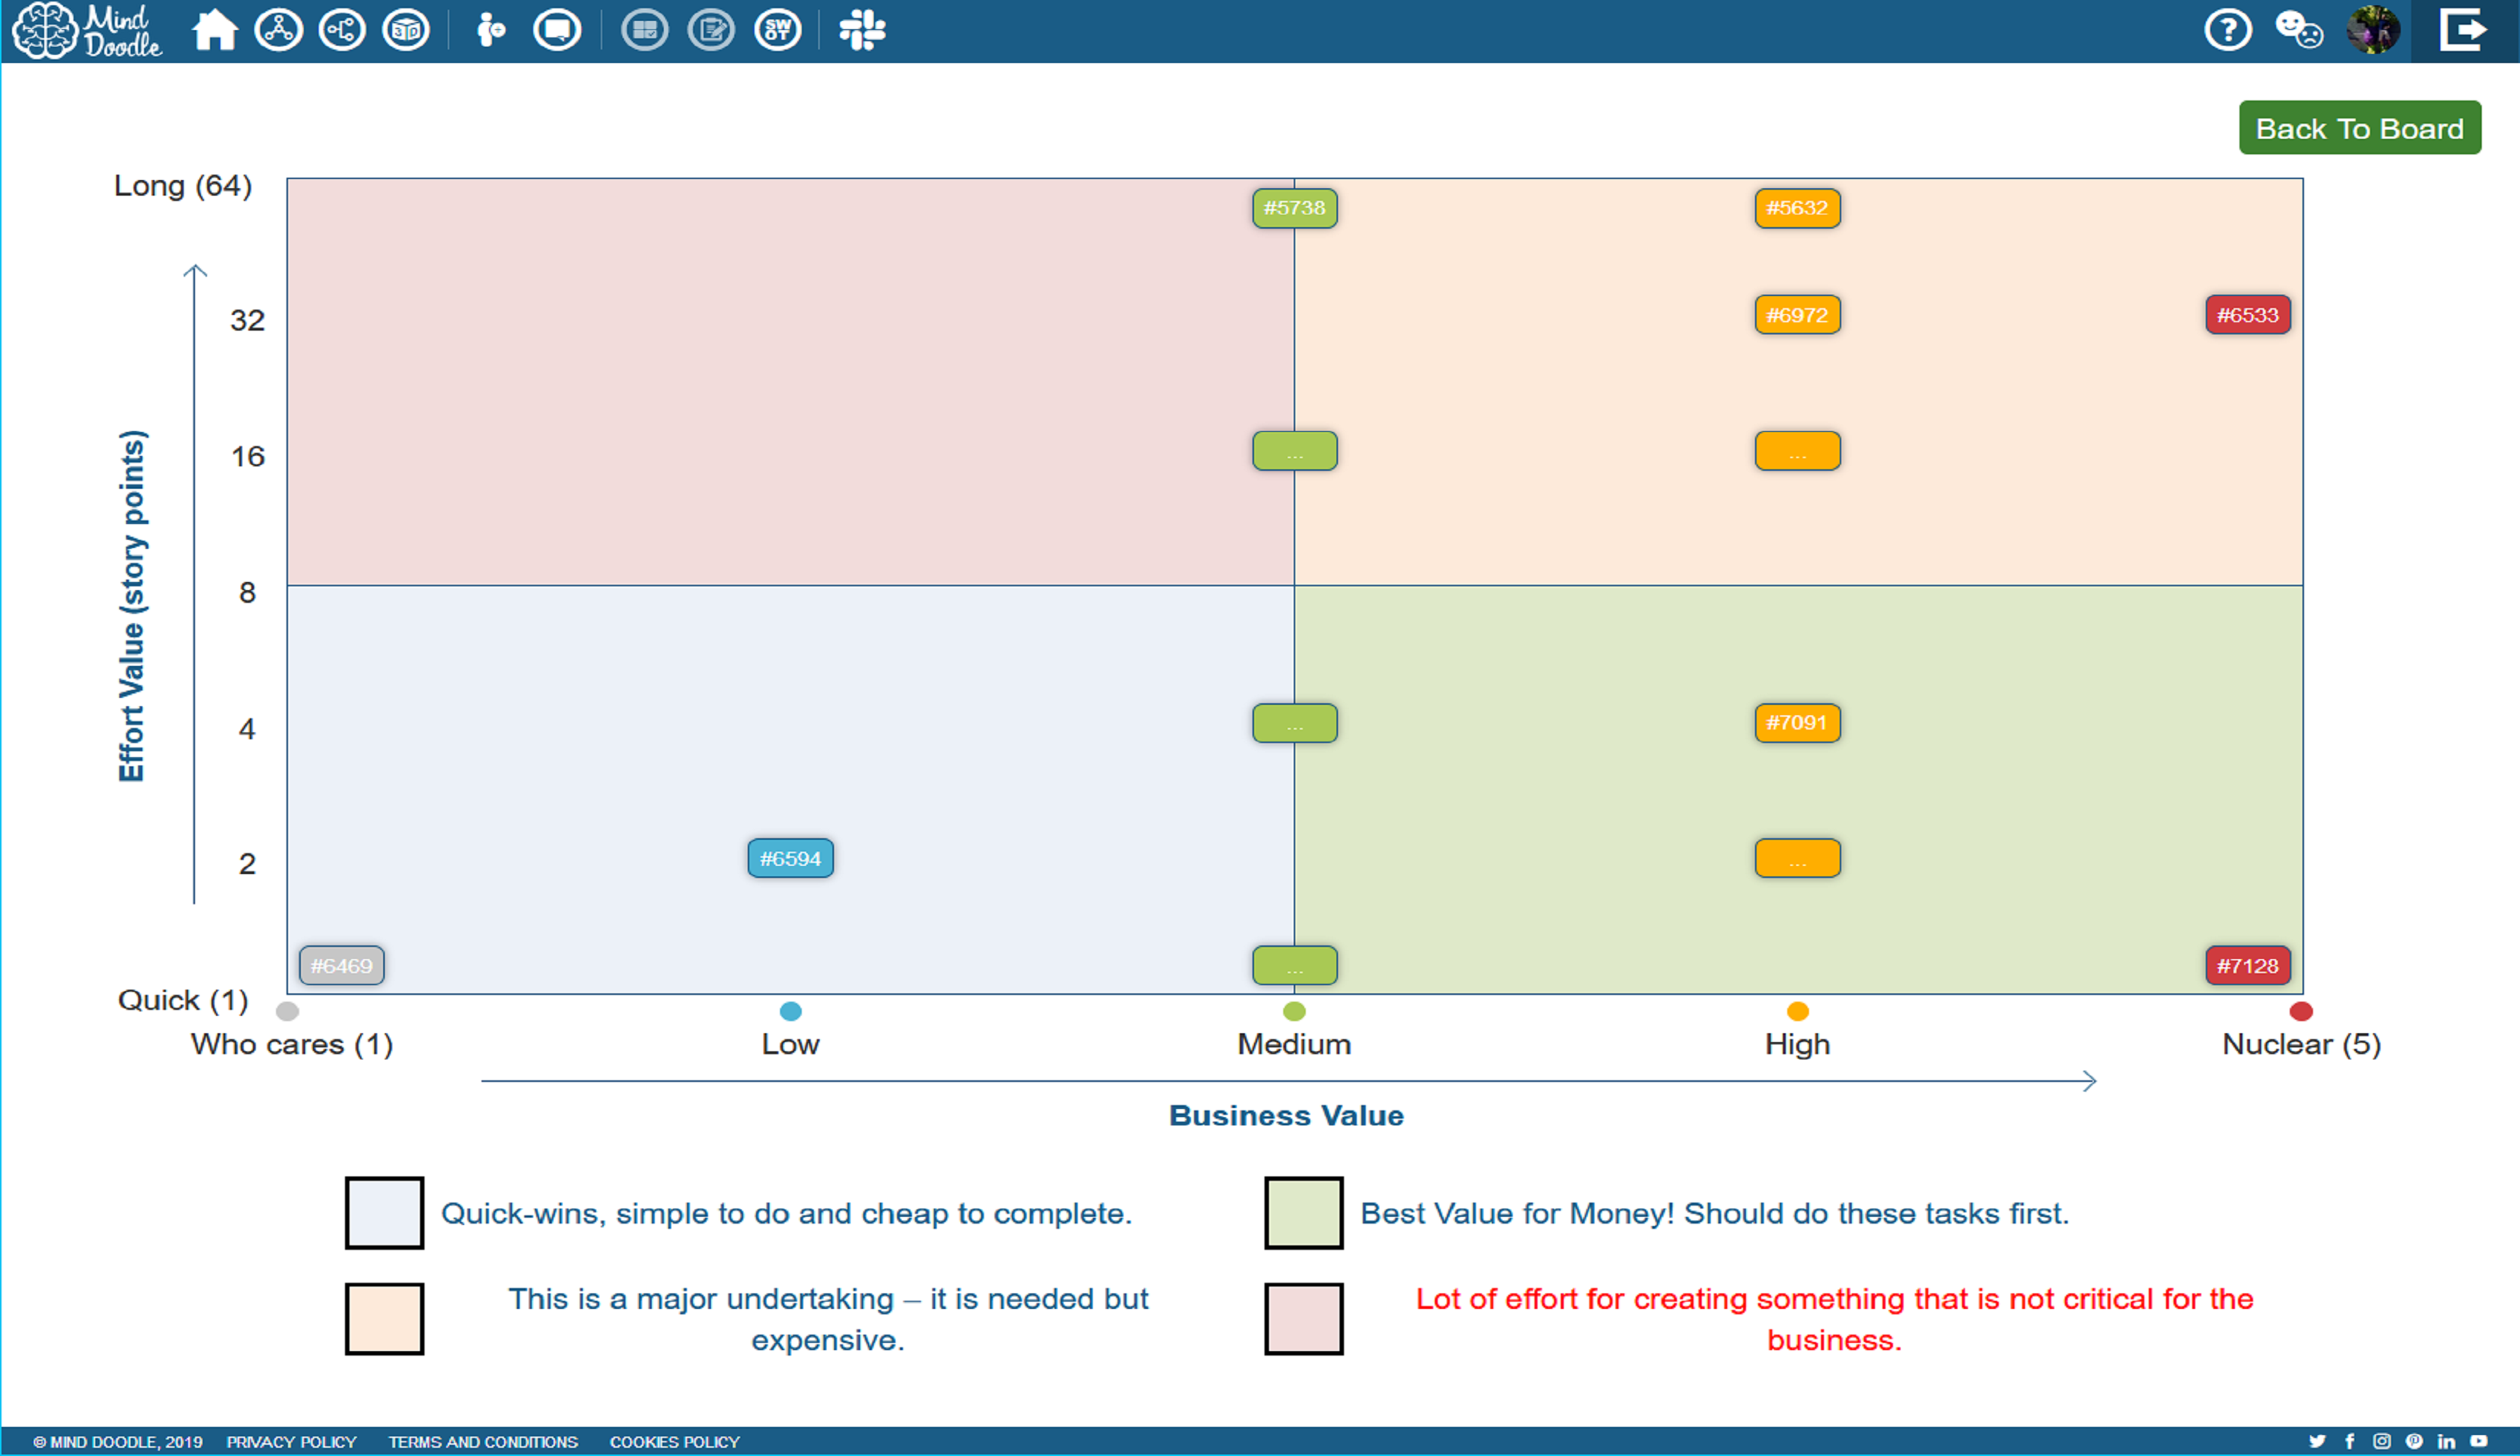 Mind
Doodle
3D
SW
OT
?
Back To Board
Long (64)
#5738
#5632
32
#6972
#6533
Effort Value (story points)
16
...
...
8
4
...
#7091
2
#6594
...
#6469
...
#7128
Quick (1)
Who cares (1)
Low
Medium
High
Nuclear (5)
Business Value
Quick-wins, simple to do and cheap to complete.
Best Value for Money! Should do these tasks first.
This is a major undertaking – it is needed but
expensive.
Lot of effort for creating something that is not critical for the
business.
© MIND DOODLE, 2019 PRIVACY POLICY TERMS AND CONDITIONS COOKIES POLICY